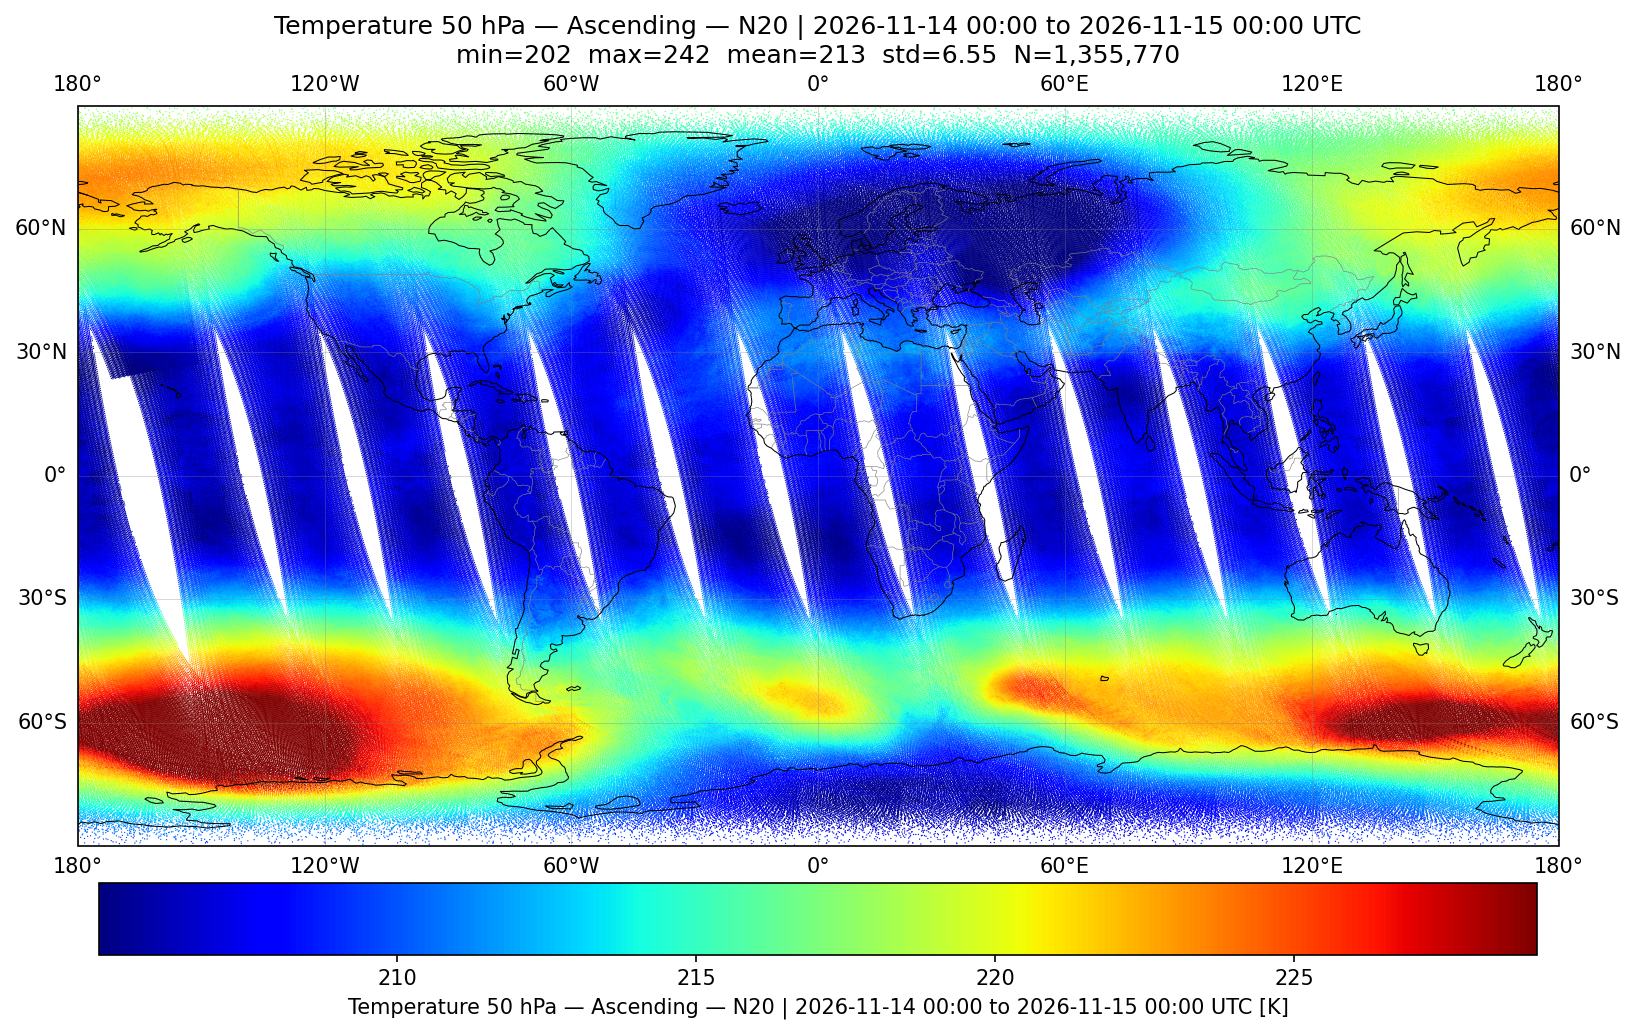 Temperature 50 hPa — Ascending — N20 | 2026-11-14 00:00 to 2026-11-15 00:00 UTC
min=202 max=242 mean=213 std=6.55 N=1,355,770
180° 120°W 60°W 0° 60°E 120°E 180°
60°N 60°N
30°N 30°N
0° 0°
30°S 30°S
60°S 60°S
180° 120°W 60°W 0° 60°E 120°E 180°
210 215 220 225
Temperature 50 hPa — Ascending — N20 | 2026-11-14 00:00 to 2026-11-15 00:00 UTC [K]